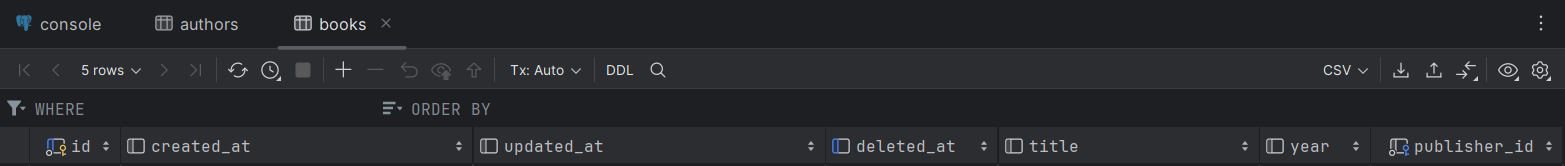 console authors books
5 rows Tx: Auto DDL CSV
WHERE ORDER BY
id created_at updated_at deleted_at title year publisher_id